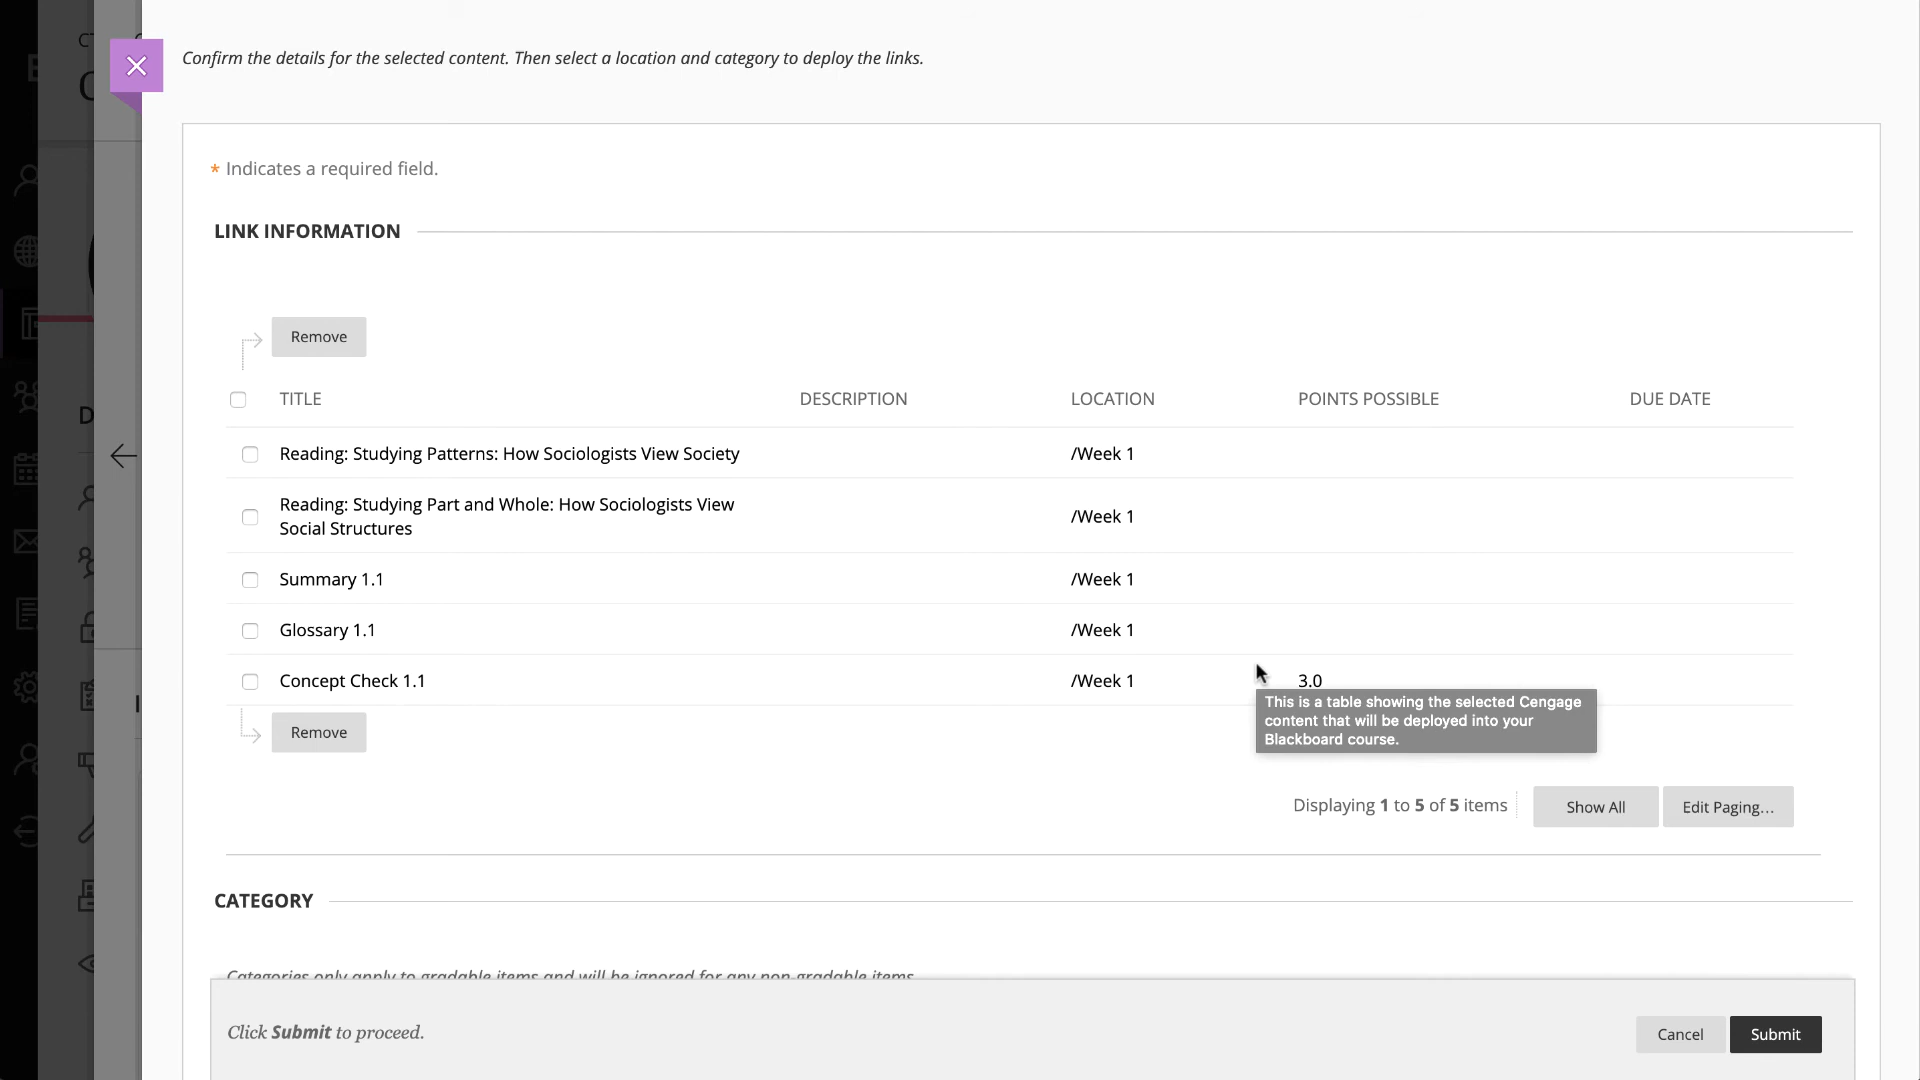 Confirm the details for the selected content. Then select a location and category to deploy the links.
* Indicates a required field.
LINK INFORMATION
Remove
TITLE DESCRIPTION LOCATION POINTS POSSIBLE DUE DATE
Reading: Studying Patterns: How Sociologists View Society /Week 1
Reading: Studying Part and Whole: How Sociologists View
Social Structures /Week 1
Summary 1.1 /Week 1
Glossary 1.1 /Week 1
Concept Check 1.1 /Week 1 3.0
This is a table showing the selected Cengage
content that will be deployed into your
Blackboard course.
Remove
Displaying 1 to 5 of 5 items Show All Edit Paging...
CATEGORY
Categories only apply to gradable items and will be ignored for any non-gradable items.
Click Submit to proceed. Cancel Submit